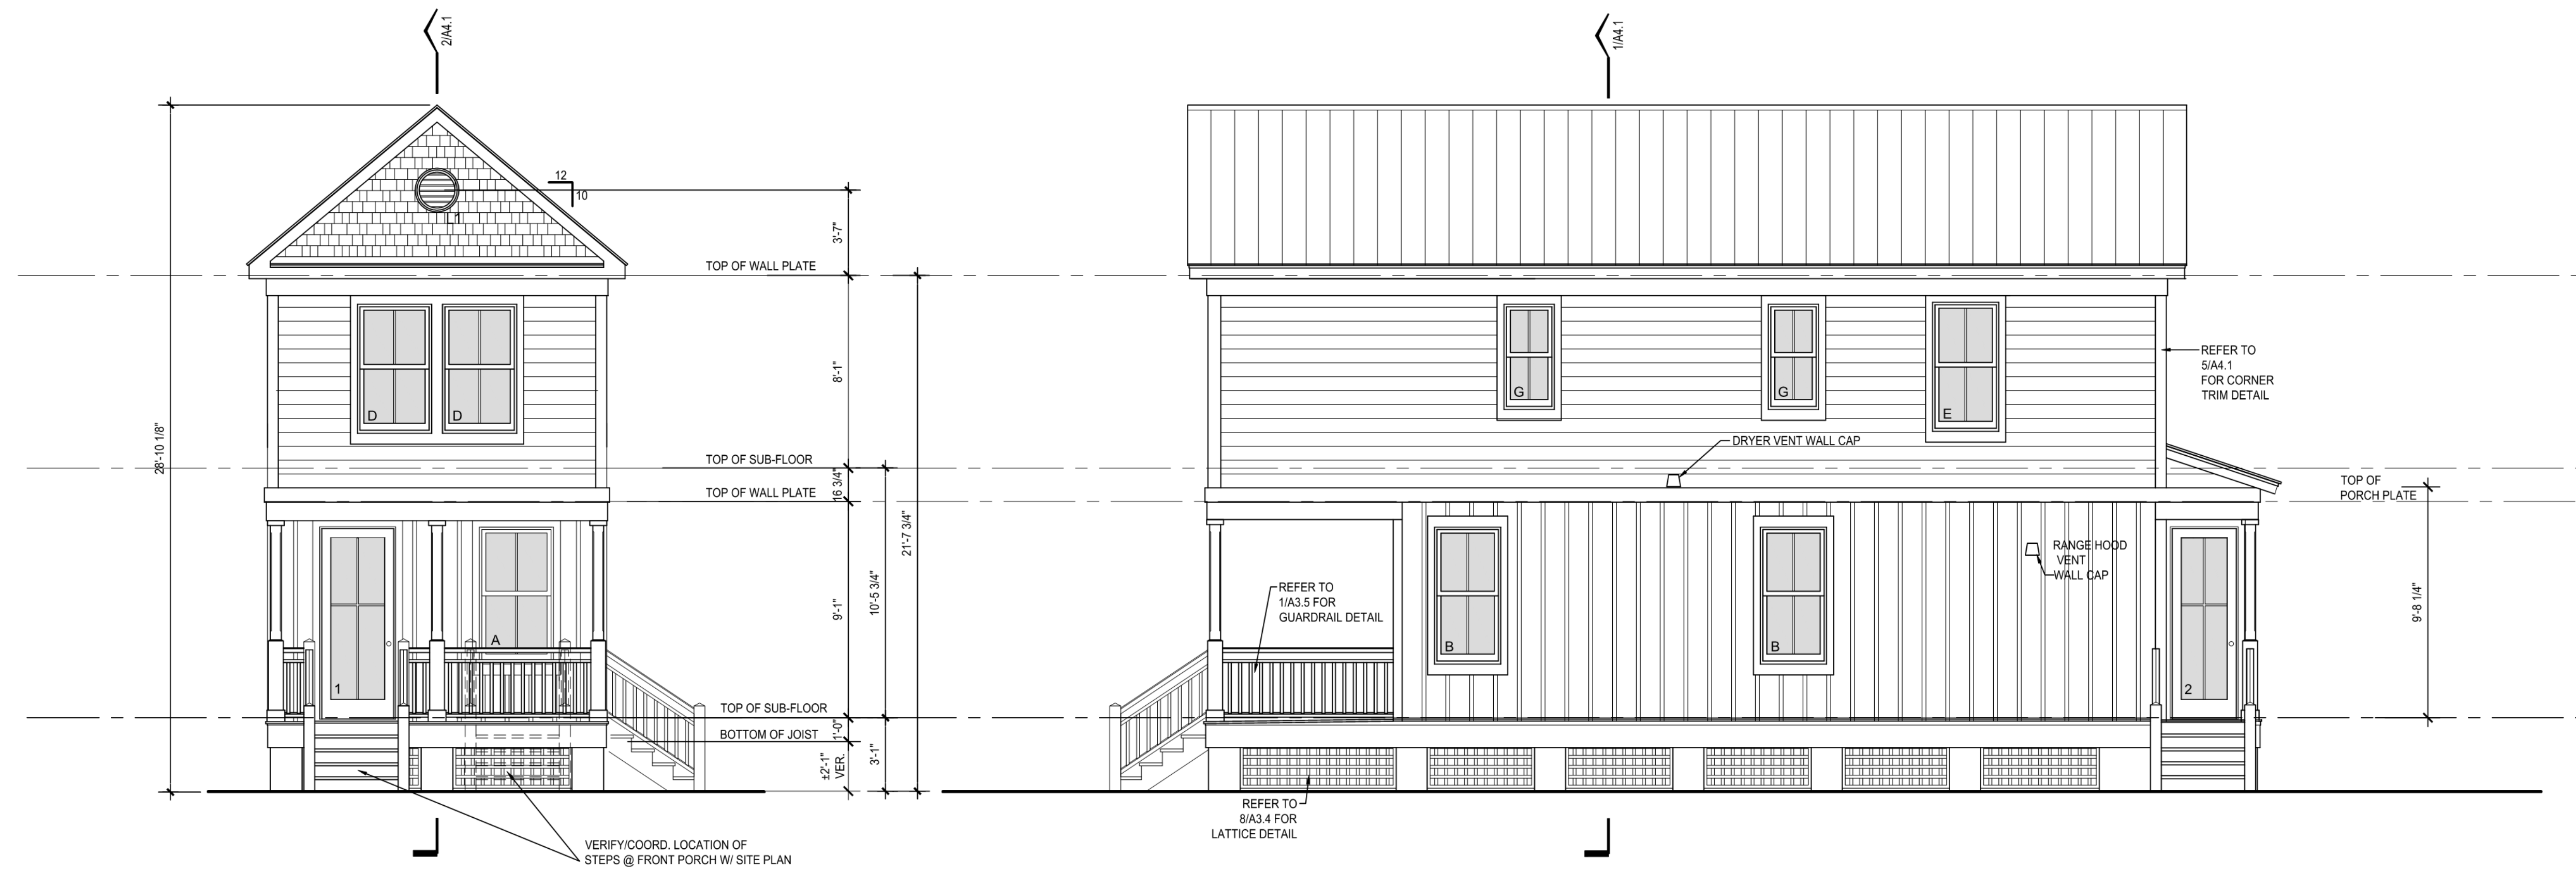 2/A4.1
1/A4.1
12
10
L1
28'-10 1/8"
3'-7"
TOP OF WALL PLATE
8'-1"
D
D
G
G
E
REFER TO
5/A4.1
FOR CORNER
TRIM DETAIL
DRYER VENT WALL CAP
TOP OF SUB-FLOOR
16 3/4"
TOP OF WALL PLATE
21'-7 3/4"
TOP OF
PORCH PLATE
RANGE HOOD
VENT
WALL CAP
10'-5 3/4"
9'-1"
REFER TO
1/A3.5 FOR
GUARDRAIL DETAIL
9'-8 1/4"
A
B
B
1
2
TOP OF SUB-FLOOR
1'-0"
BOTTOM OF JOIST
±2'-1"
VER.
3'-1"
REFER TO
8/A3.4 FOR
LATTICE DETAIL
VERIFY/COORD. LOCATION OF
STEPS @ FRONT PORCH W/ SITE PLAN